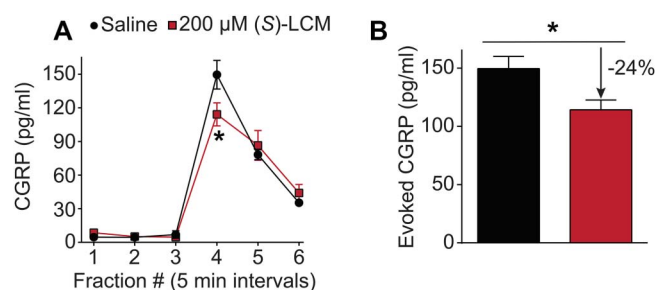 A
Saline 200 µM (S)-LCM
CGRP (pg/ml)
150
120
90
60
30
0
*
1 2 3 4 5 6
Fraction # (5 min intervals)
B
*
-24%
Evoked CGRP (pg/ml)
150
100
50
0